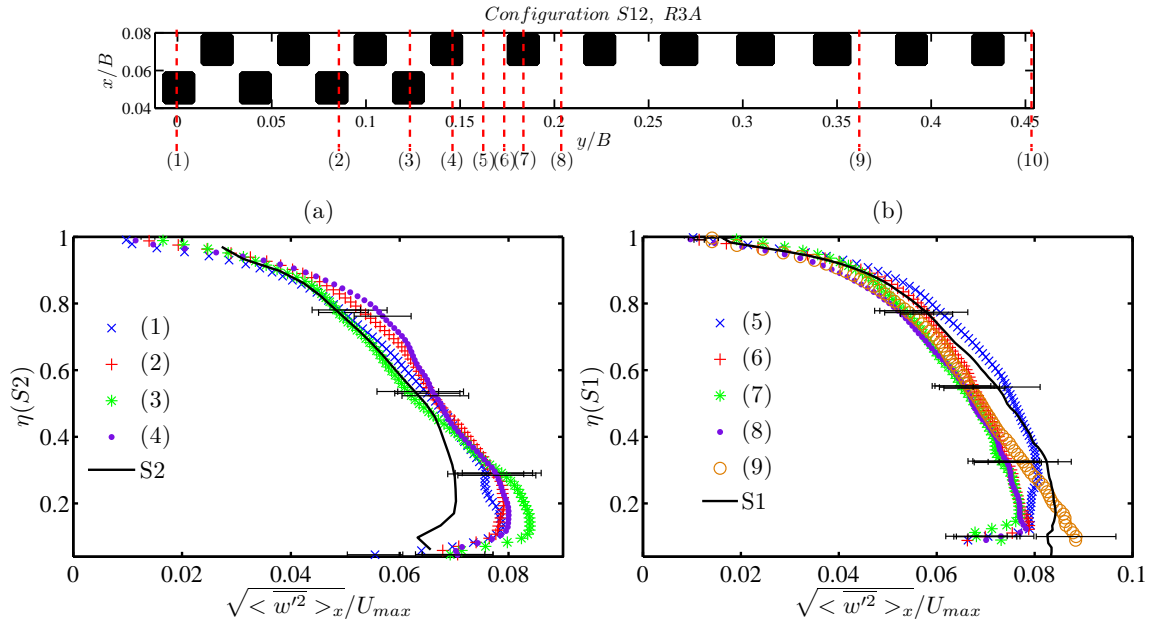 Configuration S12, R3A
0.08
0.06
0.04
x/B
0 0.05 0.1 0.15 0.2 0.25 0.3 0.35 0.4 0.45
y/B
(1) (2) (3) (4) (5) (6) (7) (8) (9) (10)
(a)
1
0.8
0.6
0.4
0.2
η(S2)
(1)
(2)
(3)
(4)
S2
0 0.02 0.04 0.06 0.08
√< w′² >ₓ/Umax
(b)
1
0.8
0.6
0.4
0.2
η(S1)
(5)
(6)
(7)
(8)
(9)
S1
0 0.02 0.04 0.06 0.08 0.1
√< w′² >ₓ/Umax